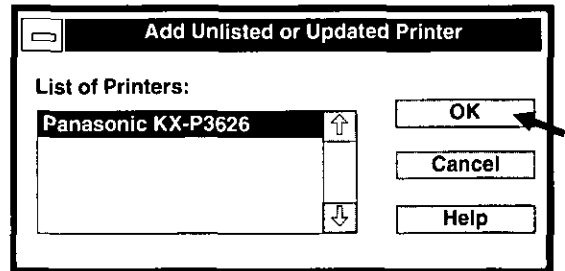 Add Unlisted or Updated Printer
List of Printers:
Panasonic KX-P3626
OK
Cancel
Help